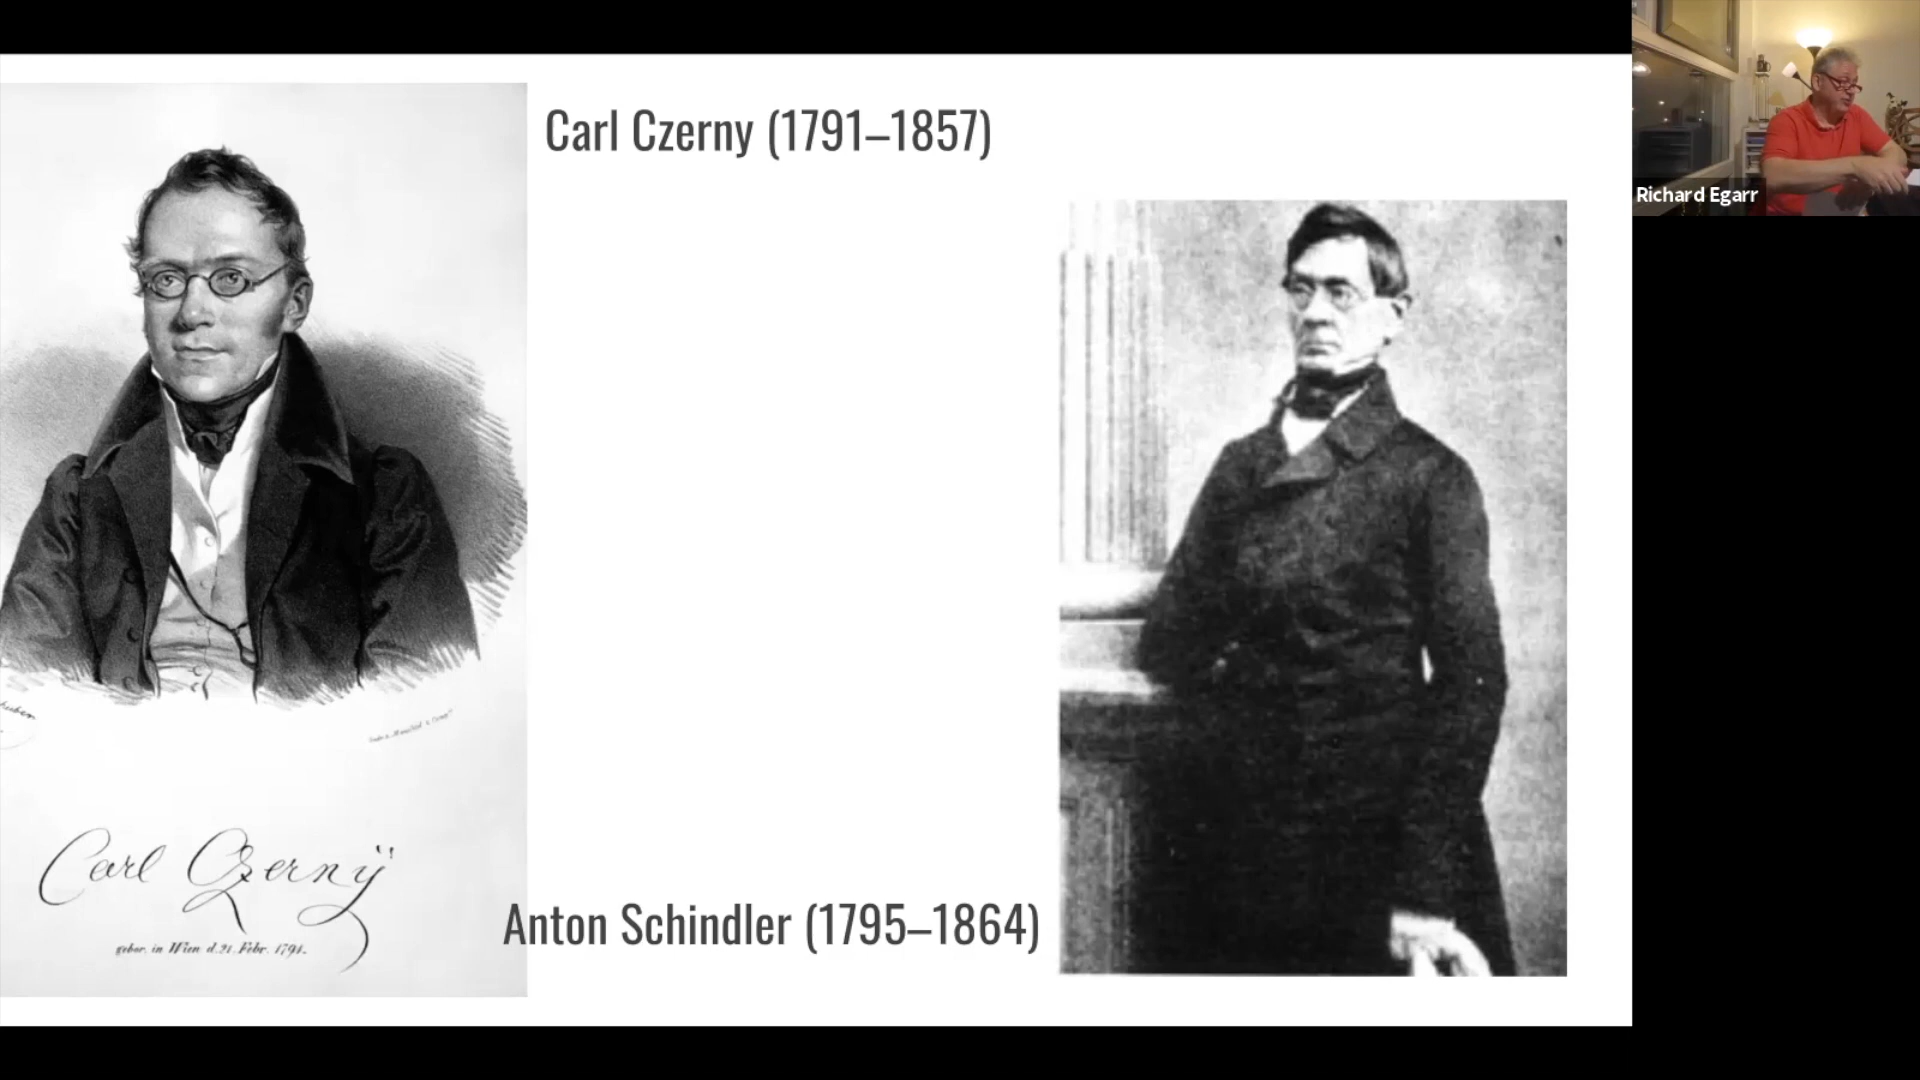 Carl Czerny (1791–1857)
Richard Egarr
Carl Czerny
gebor. in Wien d.21. Febr. 1791.
Anton Schindler (1795–1864)